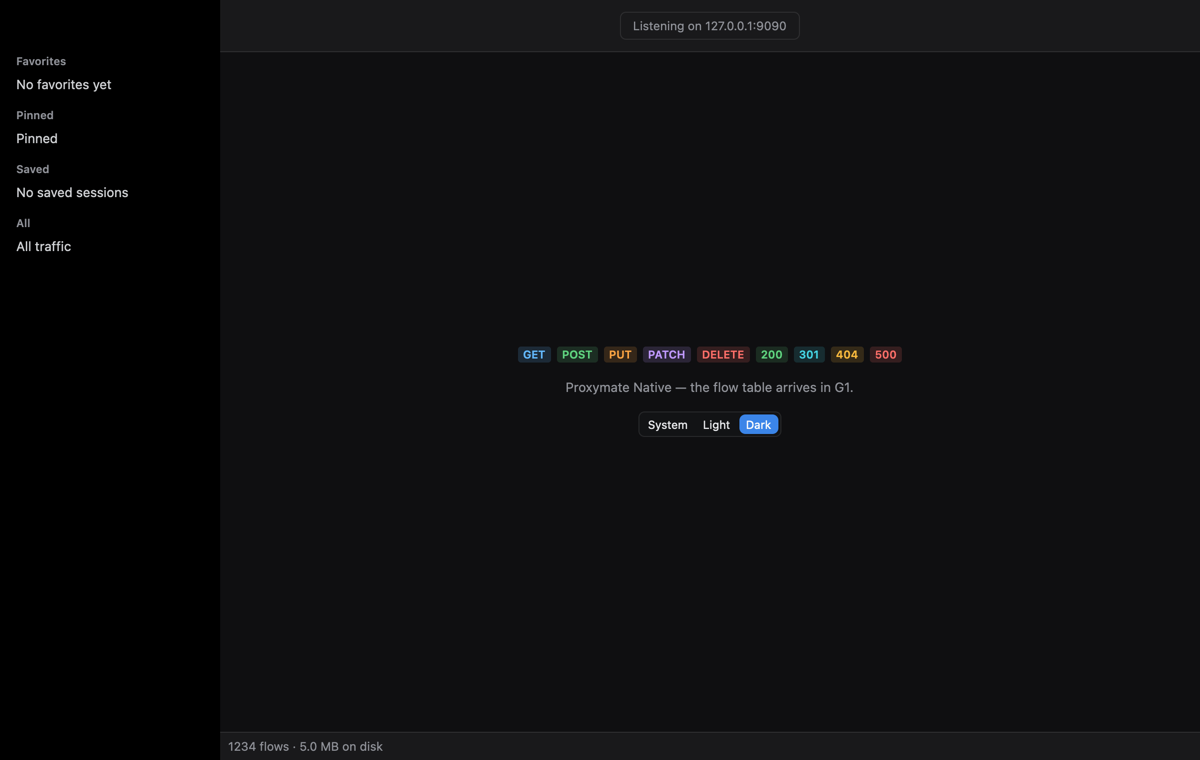 Listening on 127.0.0.1:9090
Favorites
No favorites yet
Pinned
Pinned
Saved
No saved sessions
All
All traffic
GET POST PUT PATCH DELETE 200 301 404 500
Proxymate Native — the flow table arrives in G1.
System Light Dark
1234 flows · 5.0 MB on disk